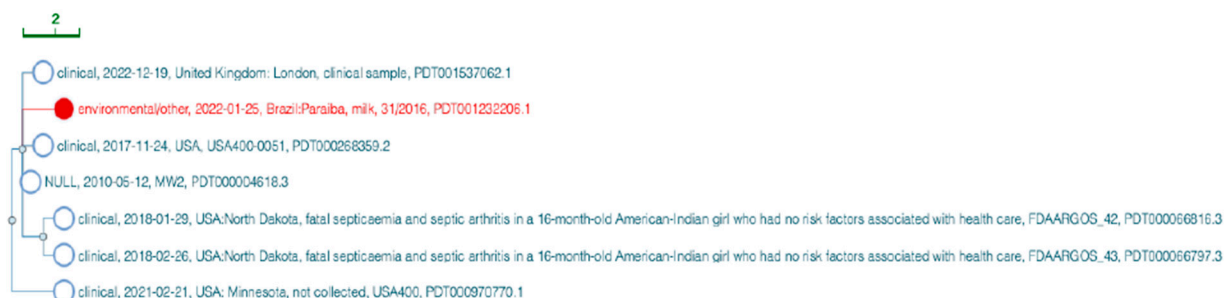 2
clinical, 2022-12-19, United Kingdom: London, clinical sample, PDT001537062.1
environmental/other, 2022-01-25, Brazil:Paraiba, milk, 31/2016, PDT001232206.1
clinical, 2017-11-24, USA, USA400-0051, PDT000268359.2
NULL, 2010-05-12, MW2, PDT000004618.3
clinical, 2018-01-29, USA:North Dakota, fatal septicaemia and septic arthritis in a 16-month-old American-Indian girl who had no risk factors associated with health care, FDAARGOS_42, PDT000066816.3
clinical, 2018-02-26, USA:North Dakota, fatal septicaemia and septic arthritis in a 16-month-old American-Indian girl who had no risk factors associated with health care, FDAARGOS_43, PDT000066797.3
clinical, 2021-02-21, USA: Minnesota, not collected, USA400, PDT000970770.1